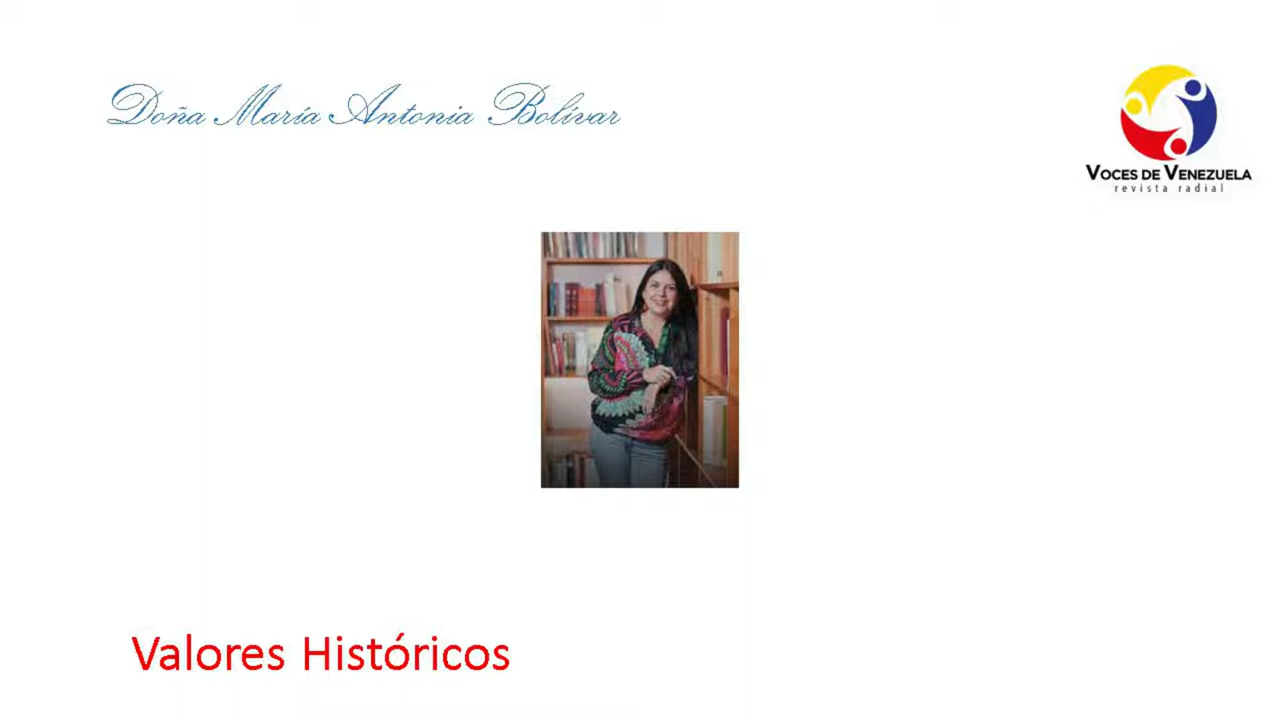 Doña María Antonia Bolívar
VOCES DE VENEZUELA
revista radial
Valores Históricos